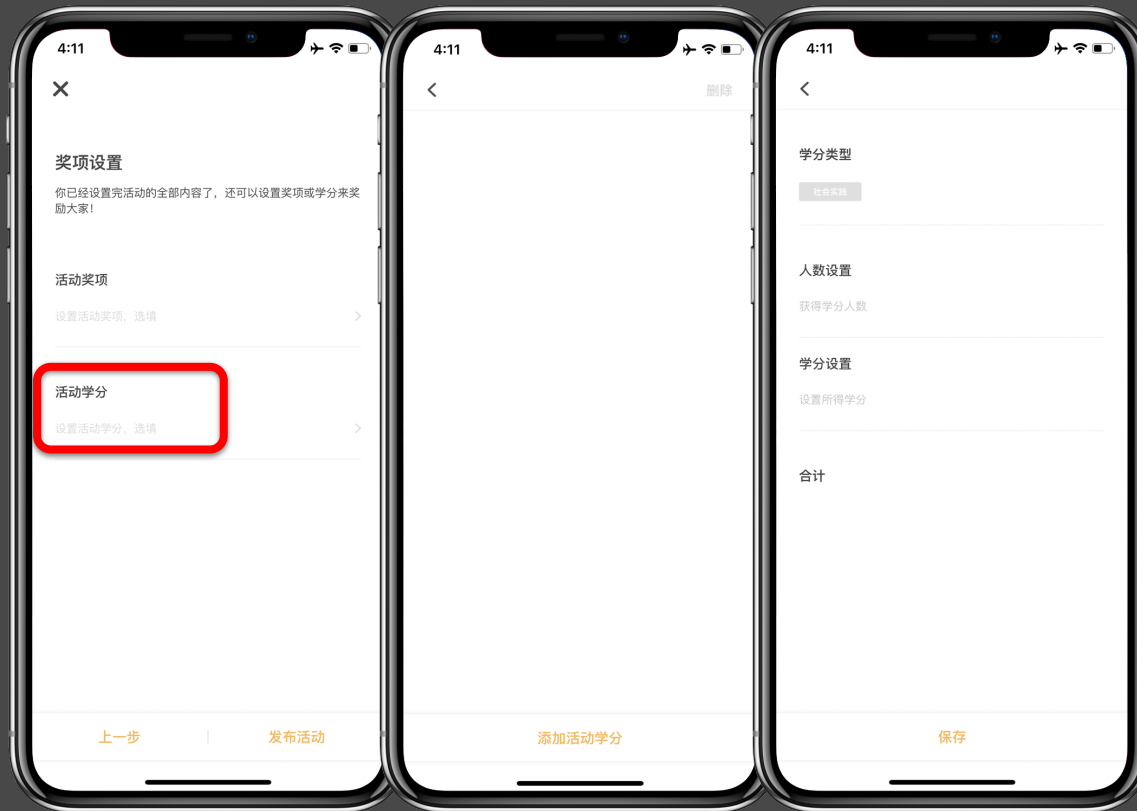 4:11
奖项设置
你已经设置完活动的全部内容了，还可以设置奖项或学分来奖
励大家！
活动奖项
设置活动奖项，选填
活动学分
设置活动学分，选填
上一步
发布活动
4:11
删除
添加活动学分
4:11
学分类型
社会实践
人数设置
获得学分人数
学分设置
设置所得学分
合计
保存